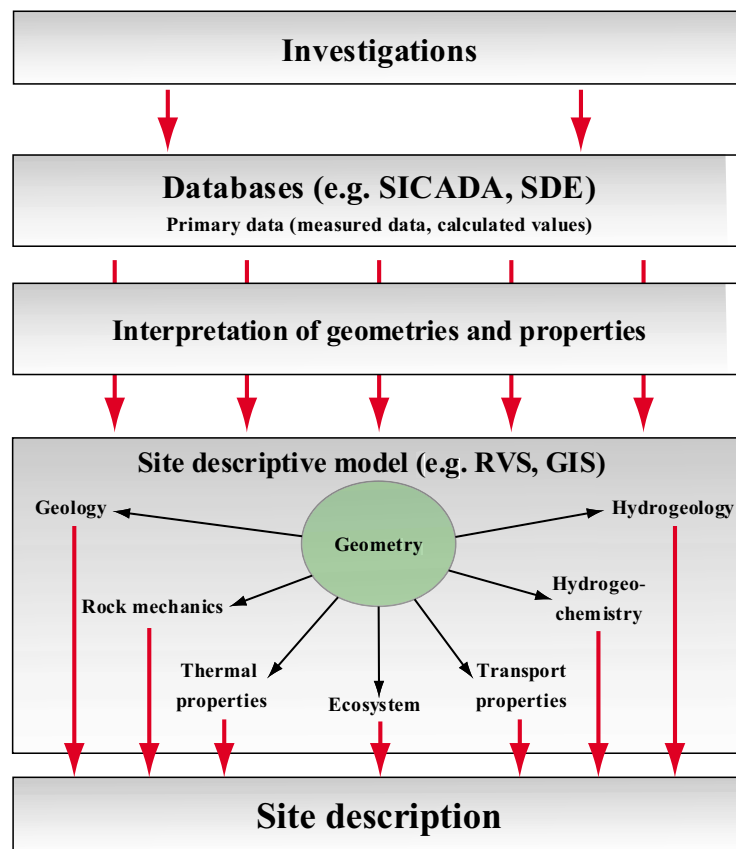 Investigations
Databases (e.g. SICADA, SDE)
Primary data (measured data, calculated values)
Interpretation of geometries and properties
Site descriptive model (e.g. RVS, GIS)
Geology
Hydrogeology
Geometry
Rock mechanics
Hydrogeo-
chemistry
Thermal
properties
Ecosystem
Transport
properties
Site description